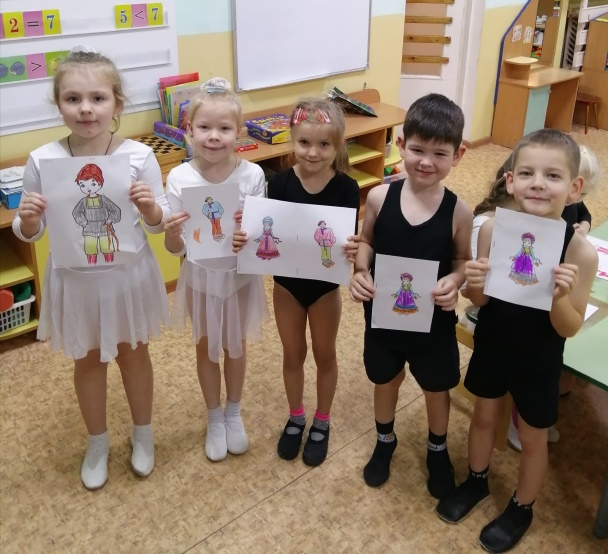 2 = 7
5 < 7
>